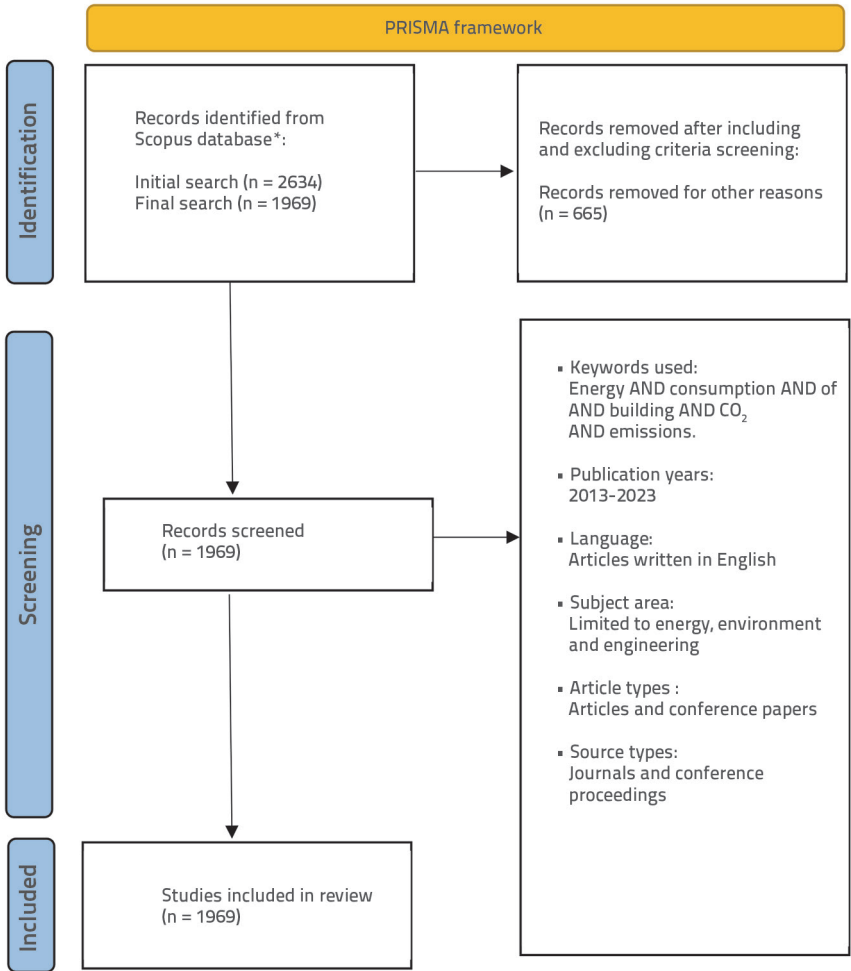 PRISMA framework
Identification
Records identified from
Scopus database*:
Initial search (n = 2634)
Final search (n = 1969)
Records removed after including
and excluding criteria screening:
Records removed for other reasons
(n = 665)
Screening
Records screened
(n = 1969)
▪ Keywords used:
Energy AND consumption AND of
AND building AND CO₂
AND emissions.
▪ Publication years:
2013-2023
▪ Language:
Articles written in English
▪ Subject area:
Limited to energy, environment
and engineering
▪ Article types :
Articles and conference papers
▪ Source types:
Journals and conference
proceedings
Included
Studies included in review
(n = 1969)